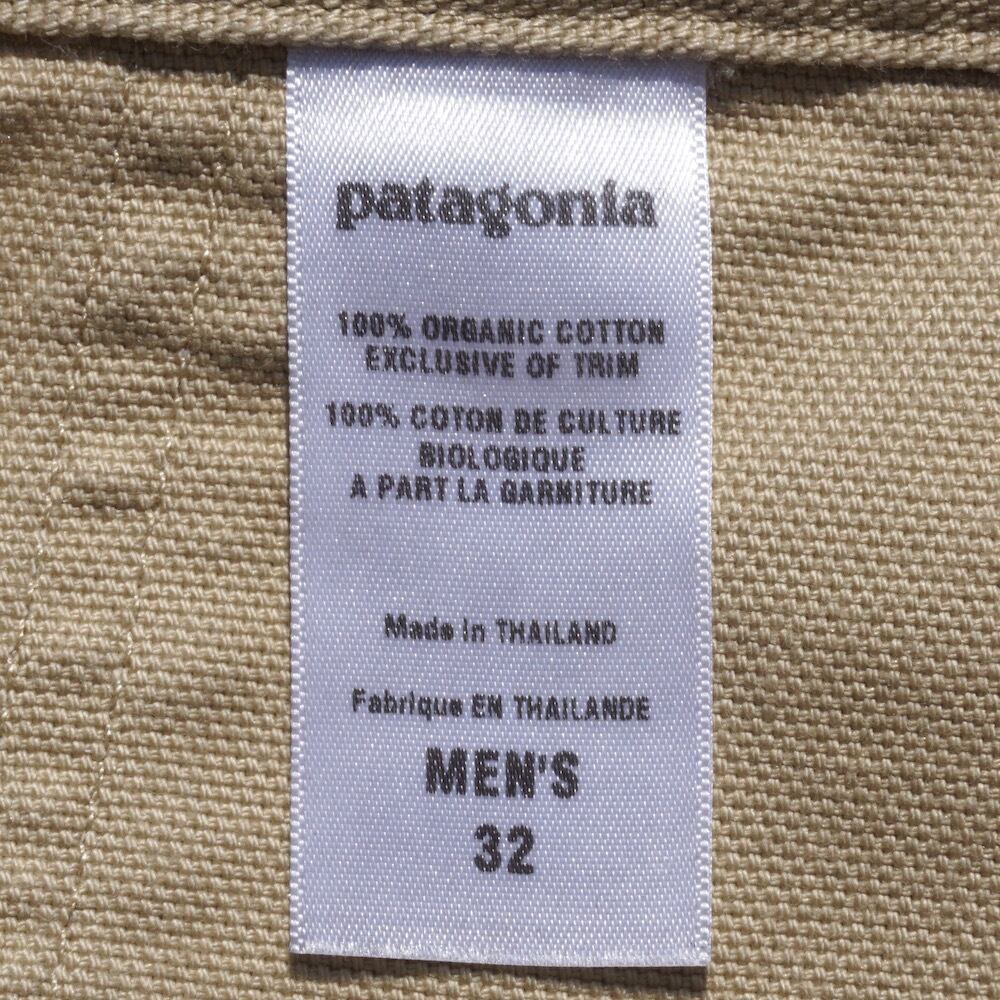 patagonia
100% ORGANIC COTTON
EXCLUSIVE OF TRIM
100% COTON DE CULTURE
BIOLOGIQUE
A PART LA GARNITURE
Made in THAILAND
Fabrique EN THAILANDE
MEN'S
32